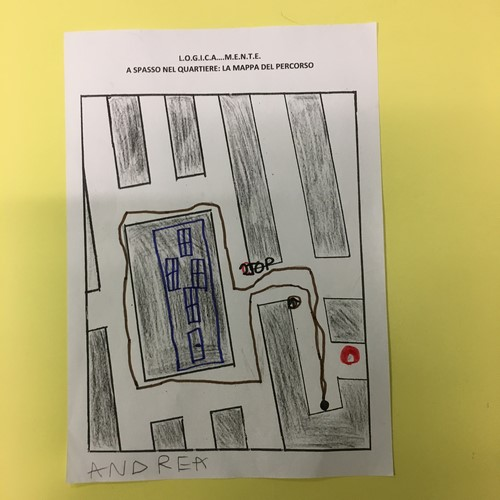 L.O.G.I.C.A....M.E.N.T.E.
A SPASSO NEL QUARTIERE: LA MAPPA DEL PERCORSO
STOP
ANDREA